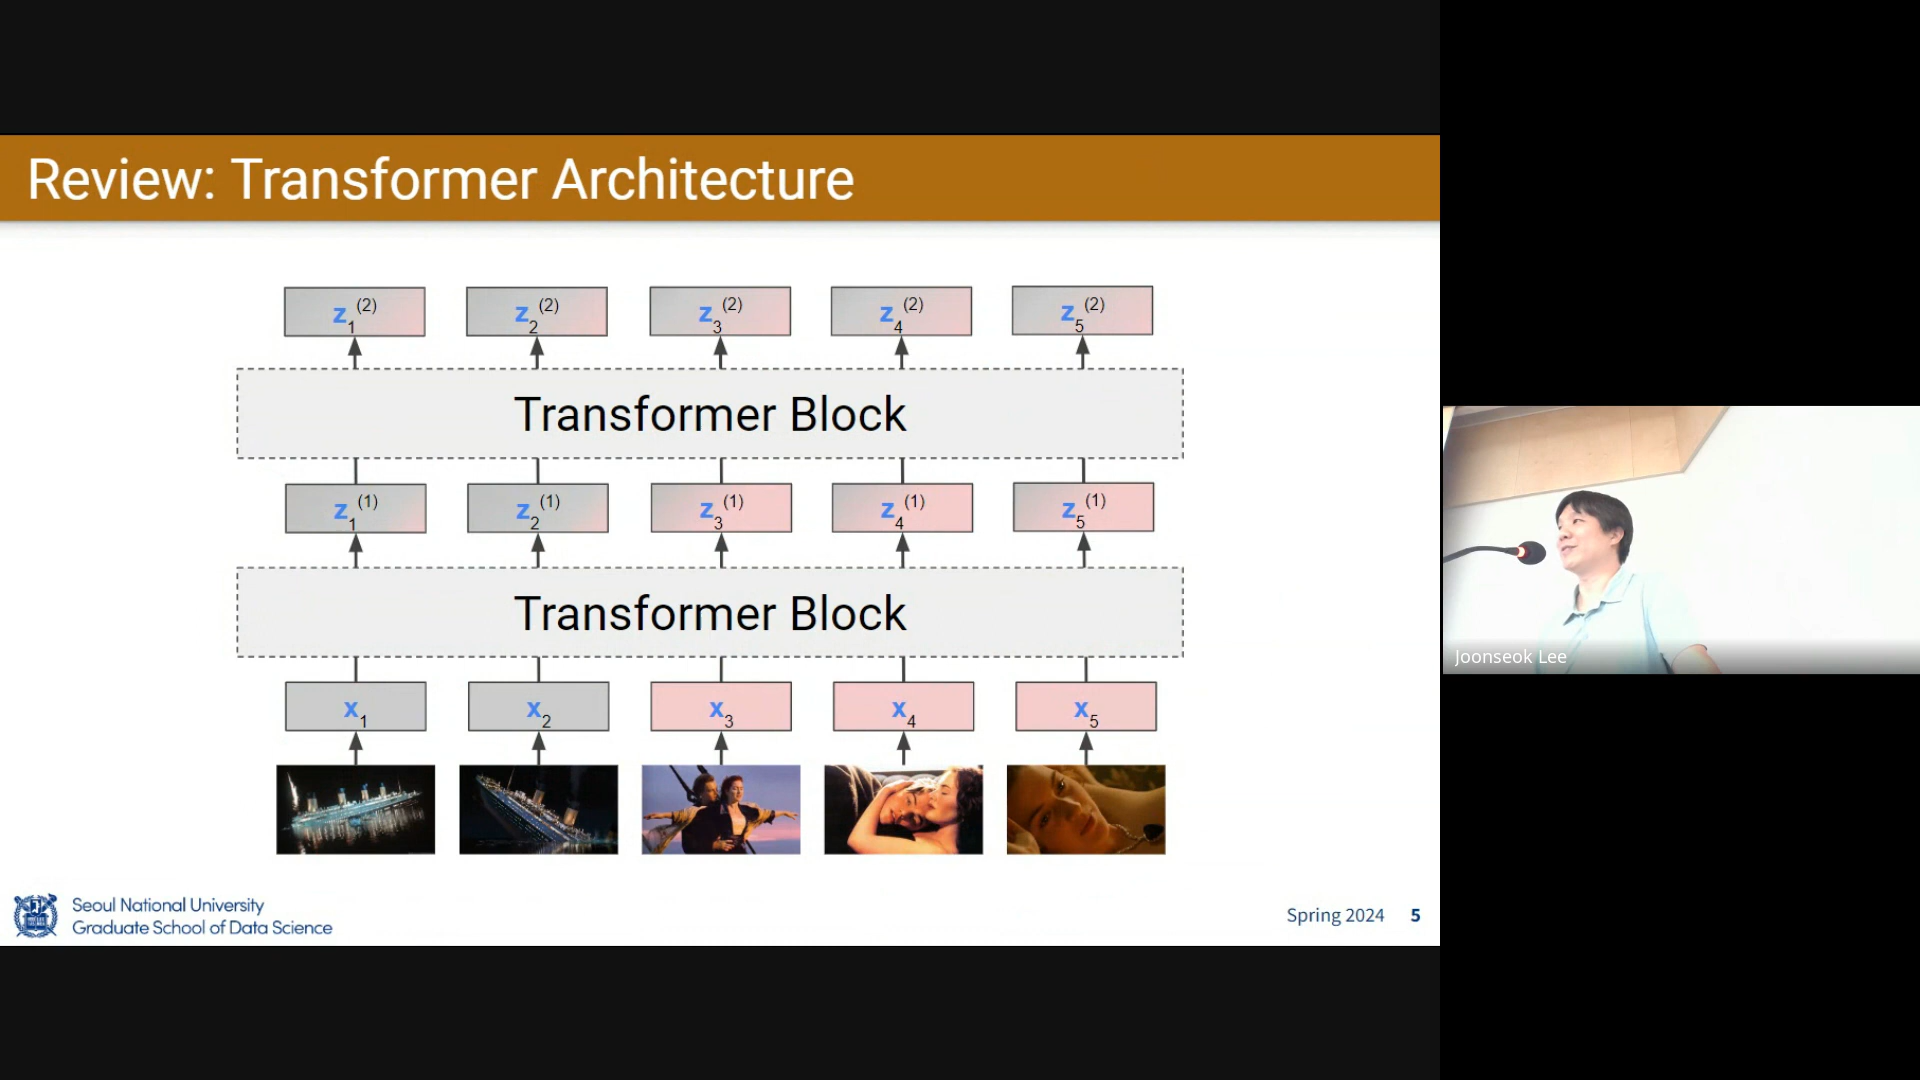 Review: Transformer Architecture
z1(2) z2(2) z3(2) z4(2) z5(2)
Transformer Block
z1(1) z2(1) z3(1) z4(1) z5(1)
Transformer Block
x1 x2 x3 x4 x5
Seoul National University
Graduate School of Data Science
Spring 2024 5
Joonseok Lee